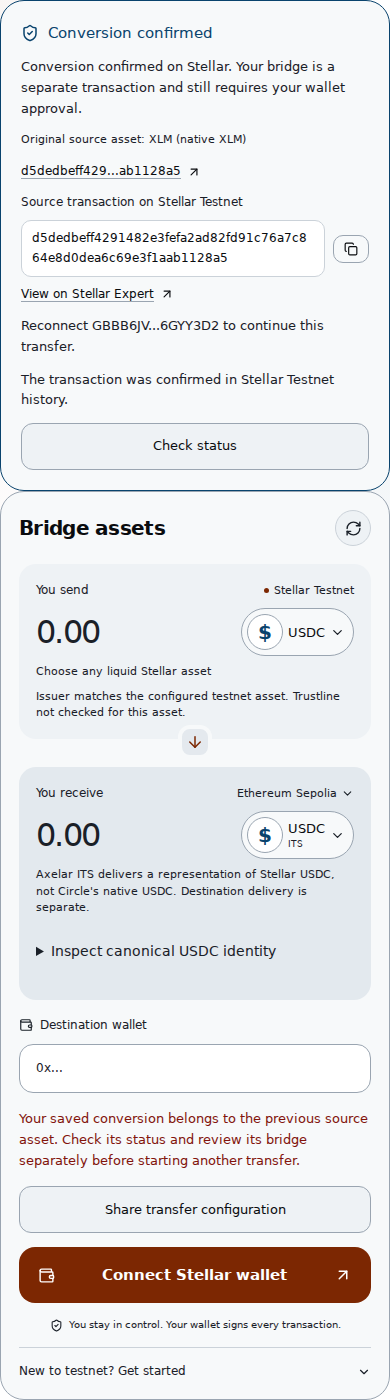 Conversion confirmed
Conversion confirmed on Stellar. Your bridge is a
separate transaction and still requires your wallet
approval.
Original source asset: XLM (native XLM)
d5dedbeff429...ab1128a5
Source transaction on Stellar Testnet
d5dedbeff4291482e3fefa2ad82fd91c76a7c8
64e8d0dea6c69e3f1aab1128a5
View on Stellar Expert
Reconnect GBBB6JV...6GYY3D2 to continue this
transfer.
The transaction was confirmed in Stellar Testnet
history.
Check status
Bridge assets
You send
Stellar Testnet
0.00
$ USDC
Choose any liquid Stellar asset
Issuer matches the configured testnet asset. Trustline
not checked for this asset.
You receive
Ethereum Sepolia
0.00
$ USDC
ITS
Axelar ITS delivers a representation of Stellar USDC,
not Circle's native USDC. Destination delivery is
separate.
Inspect canonical USDC identity
Destination wallet
0x...
Your saved conversion belongs to the previous source
asset. Check its status and review its bridge
separately before starting another transfer.
Share transfer configuration
Connect Stellar wallet
You stay in control. Your wallet signs every transaction.
New to testnet? Get started